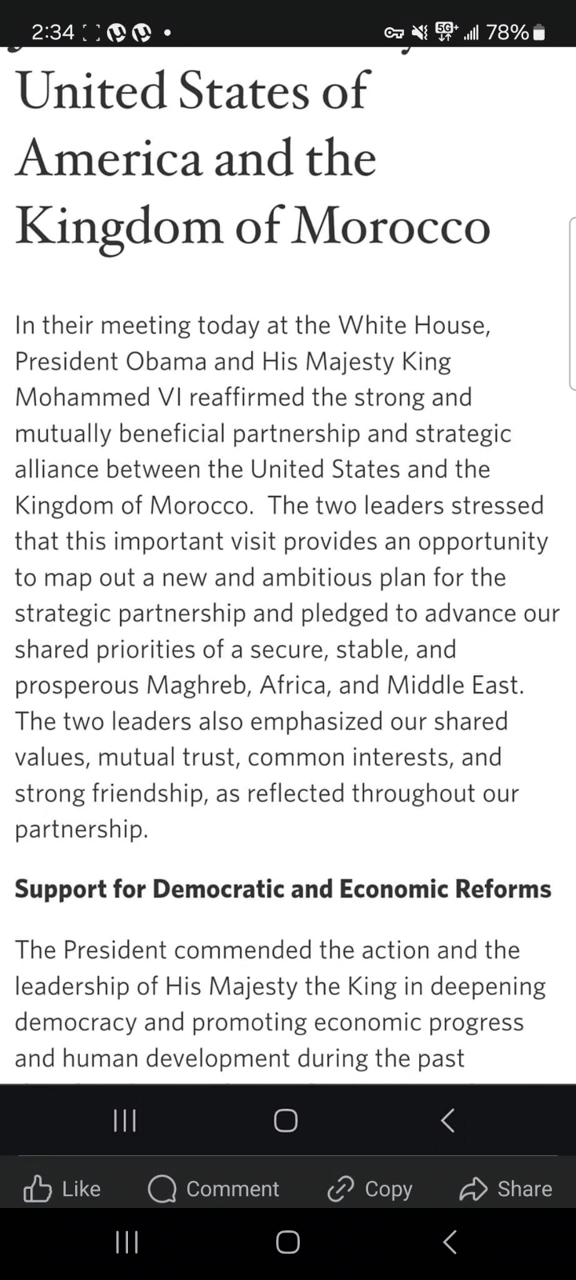 2:34 78%
5G+
United States of
America and the
Kingdom of Morocco
In their meeting today at the White House,
President Obama and His Majesty King
Mohammed VI reaffirmed the strong and
mutually beneficial partnership and strategic
alliance between the United States and the
Kingdom of Morocco.  The two leaders stressed
that this important visit provides an opportunity
to map out a new and ambitious plan for the
strategic partnership and pledged to advance our
shared priorities of a secure, stable, and
prosperous Maghreb, Africa, and Middle East.
The two leaders also emphasized our shared
values, mutual trust, common interests, and
strong friendship, as reflected throughout our
partnership.
Support for Democratic and Economic Reforms
The President commended the action and the
leadership of His Majesty the King in deepening
democracy and promoting economic progress
and human development during the past
Like Comment Copy Share